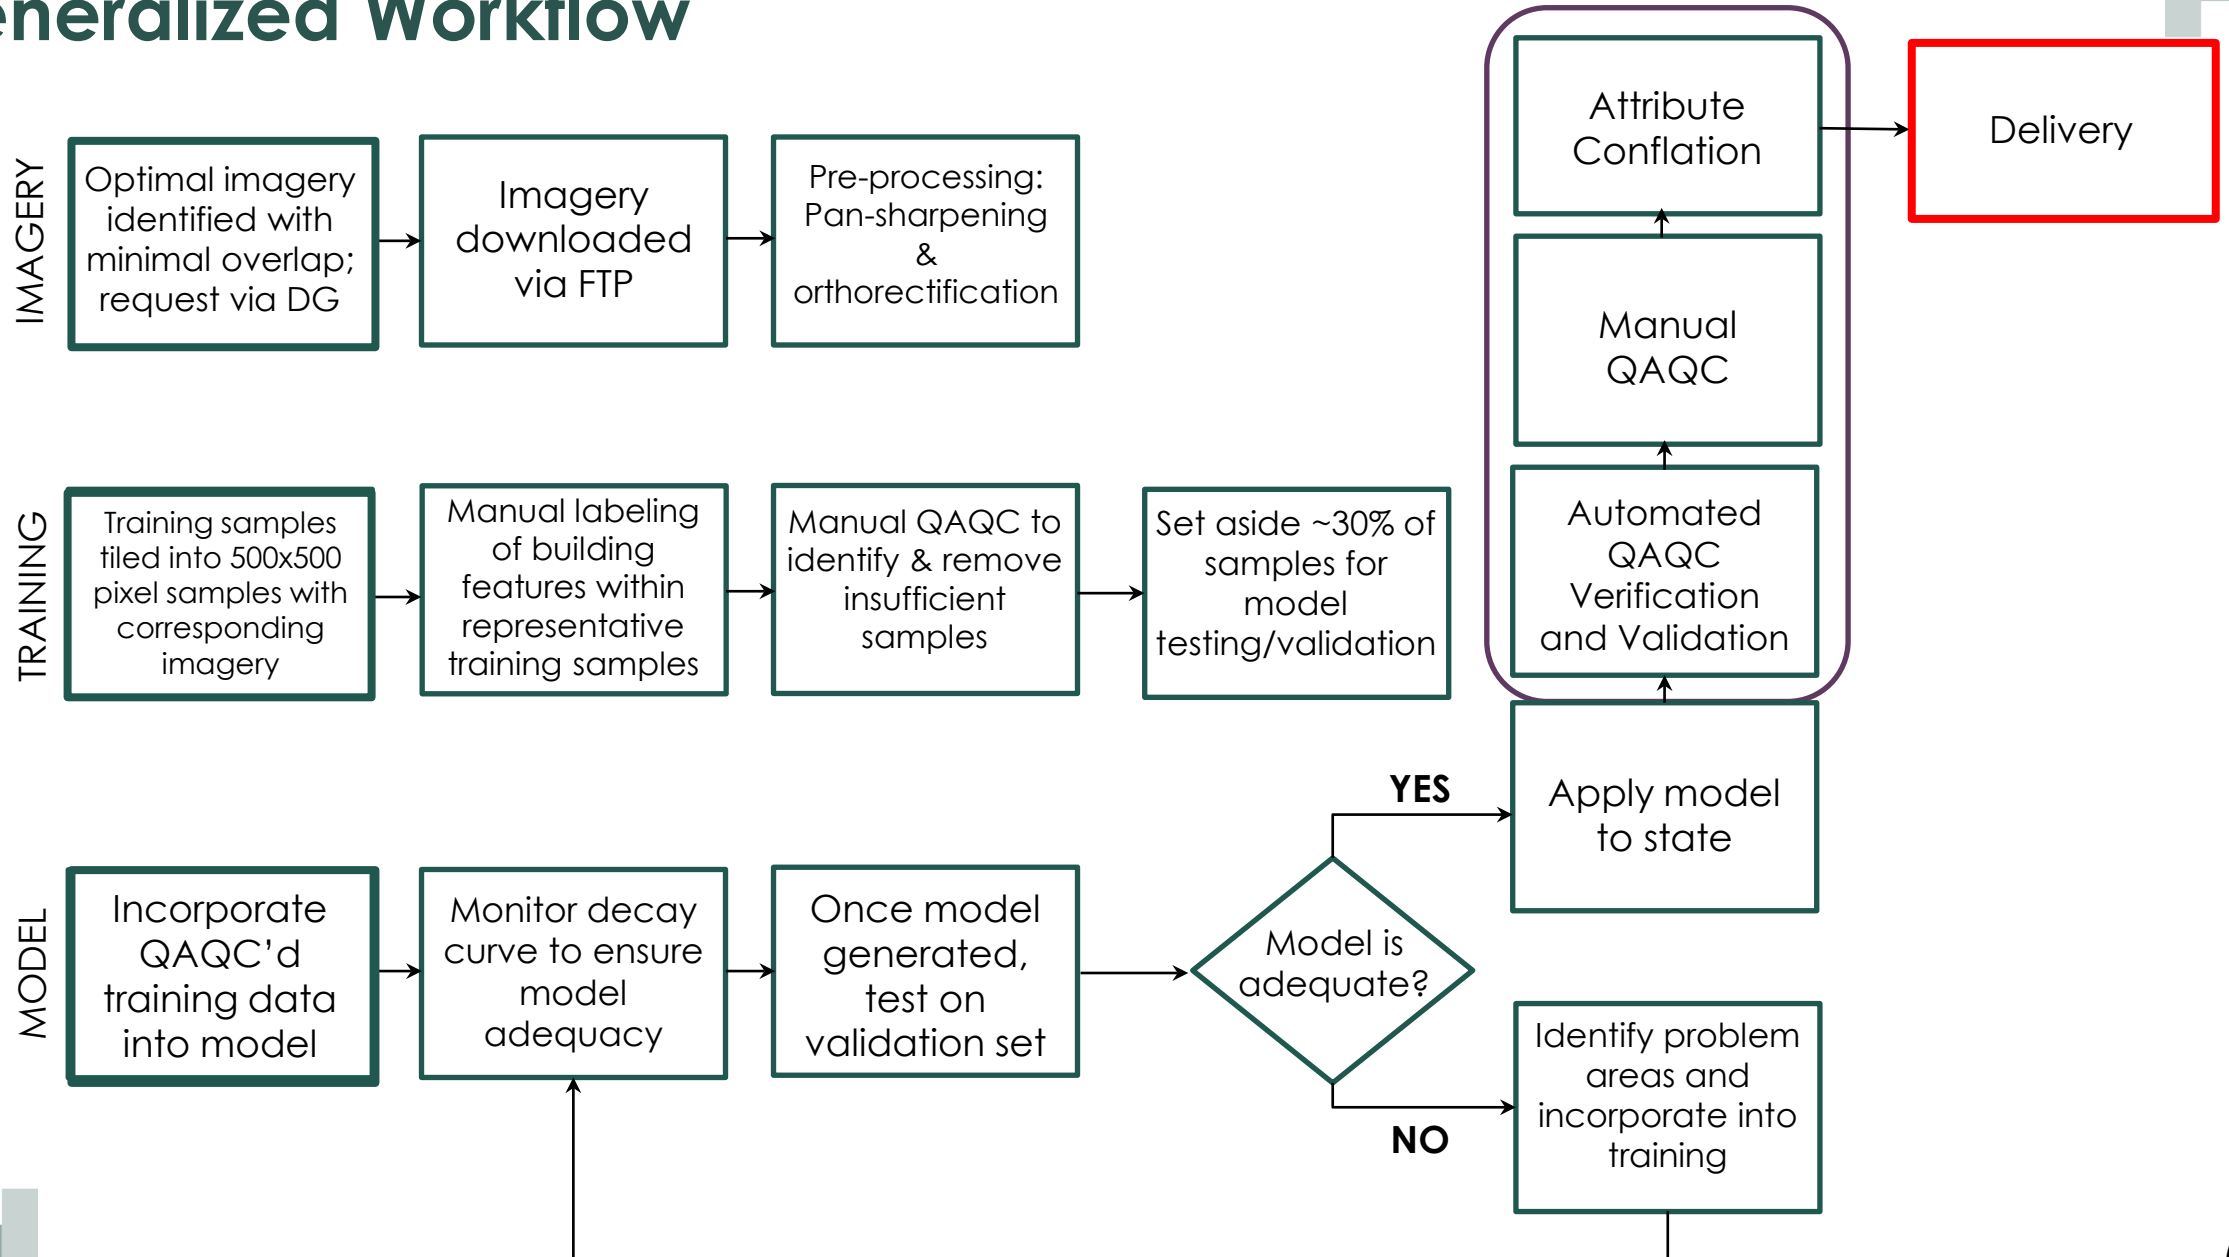 Workflow
IMAGERY
Optimal imagery
identified with
minimal overlap;
request via DG
Imagery
downloaded
via FTP
Pre-processing:
Pan-sharpening
&
orthorectification
Attribute
Conflation
Delivery
Manual
QAQC
TRAINING
Training samples
tiled into 500x500
pixel samples with
corresponding
imagery
Manual labeling
of building
features within
representative
training samples
Manual QAQC to
identify & remove
insufficient
samples
Set aside ~30% of
samples for
model
testing/validation
Automated
QAQC
Verification
and Validation
MODEL
Incorporate
QAQC’d
training data
into model
Monitor decay
curve to ensure
model
adequacy
Once model
generated,
test on
validation set
Model is
adequate?
YES
Apply model
to state
NO
Identify problem
areas and
incorporate into
training